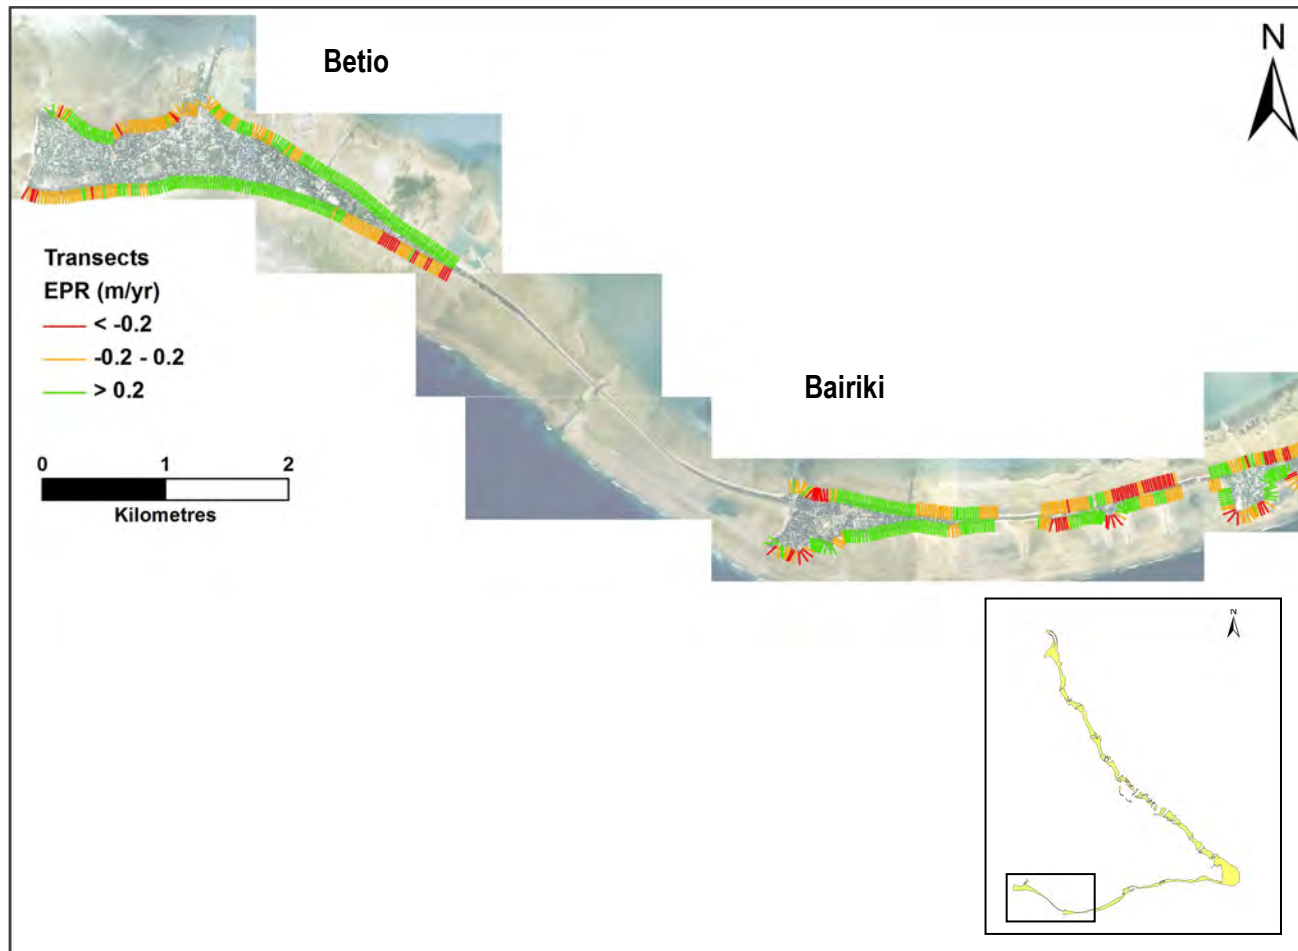 Betio
N
Transects
EPR (m/yr)
< -0.2
-0.2 - 0.2
> 0.2
0 1 2
Kilometres
Bairiki
N